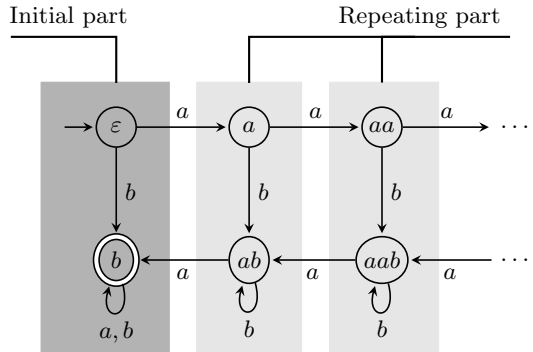 Initial part Repeating part
a a a
ε a aa ···
b b b
b ab aab ···
a a a
a, b b b